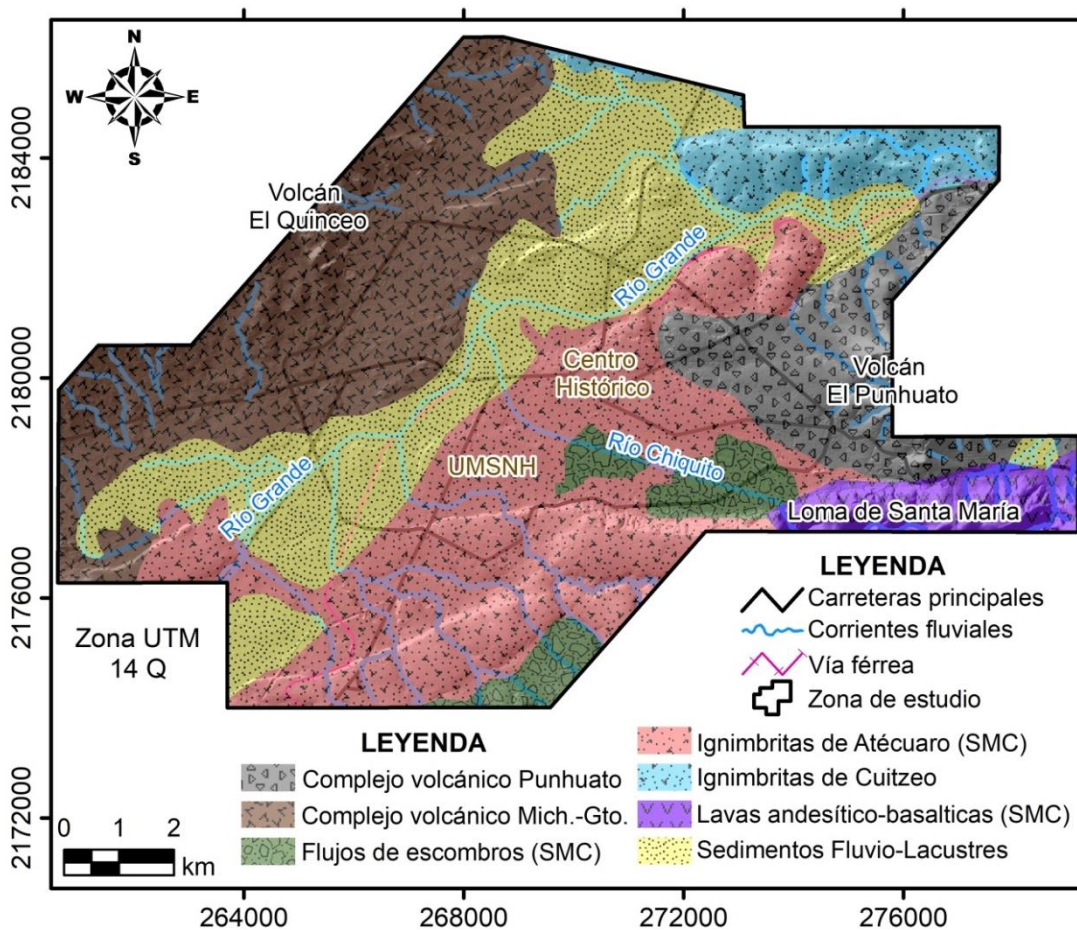 N
W E
S
2184000
2180000
2176000
2172000
Volcán
El Quinceo
Río Grande
Centro
Histórico
Volcán
El Punhuato
UMSNH
Río Chiquito
Río Grande
Loma de Santa María
Zona UTM
14 Q
LEYENDA
Carreteras principales
Corrientes fluviales
Vía férrea
Zona de estudio
LEYENDA
Complejo volcánico Punhuato
Complejo volcánico Mich.-Gto.
Flujos de escombros (SMC)
Ignimbritas de Atécuaro (SMC)
Ignimbritas de Cuitzeo
Lavas andesítico-basalticas (SMC)
Sedimentos Fluvio-Lacustres
0 1 2
km
264000 268000 272000 276000